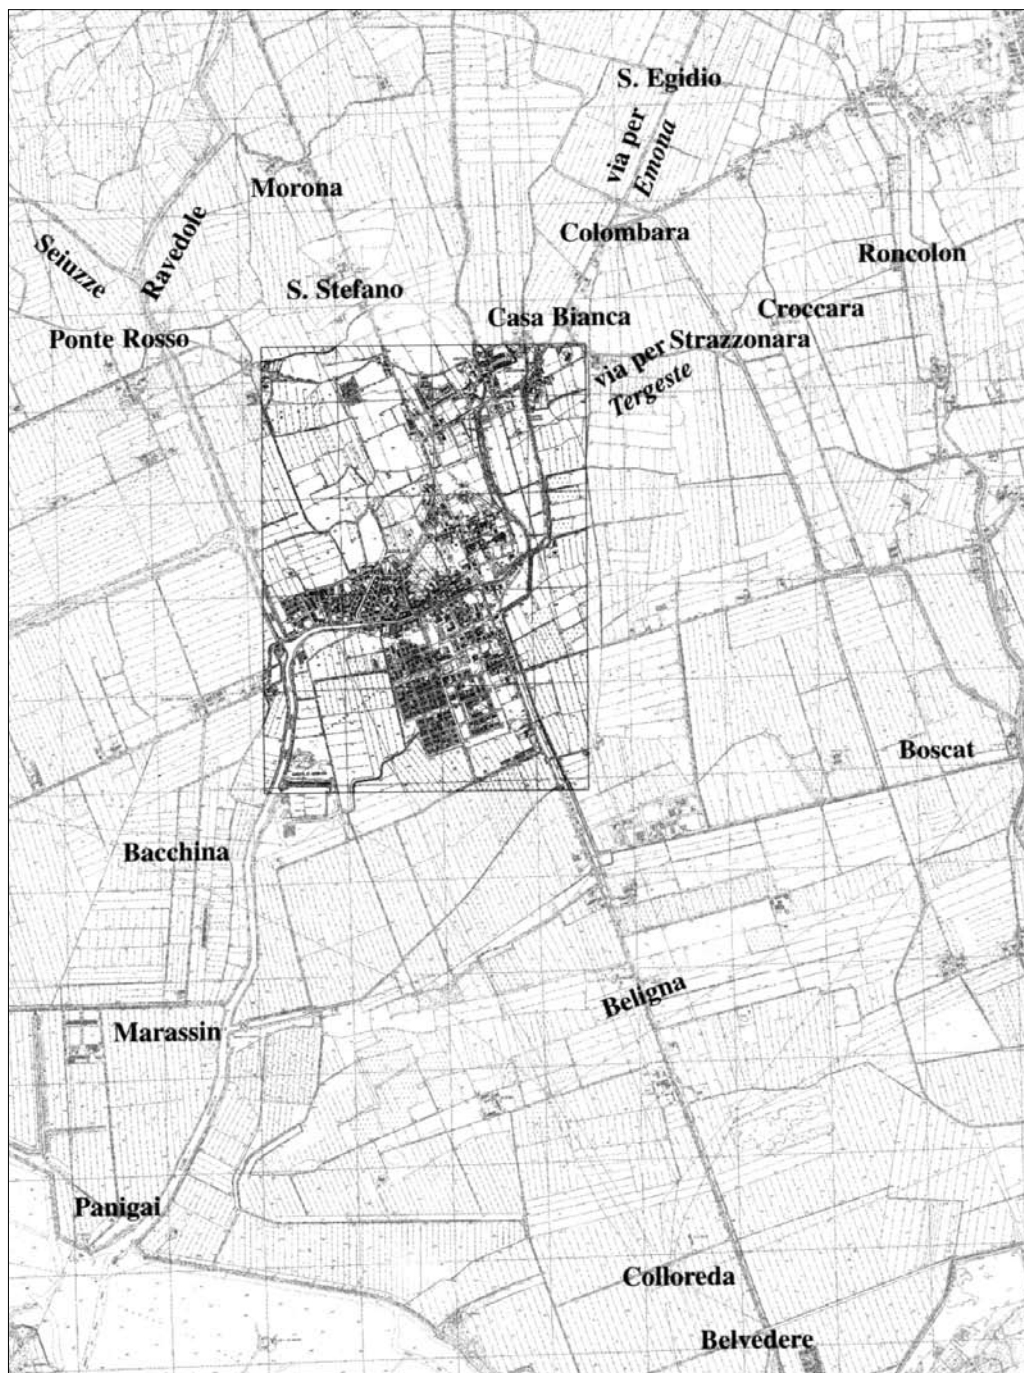 S. Egidio
via per
Emona
Morona
Ravedole
Seiuzze
Colombara
Roncolon
S. Stefano
Casa Bianca
Croccara
Ponte Rosso
via per
Tergeste
Strazzonara
Boscat
Bacchina
Beligna
Marassin
Panigai
Colloreda
Belvedere